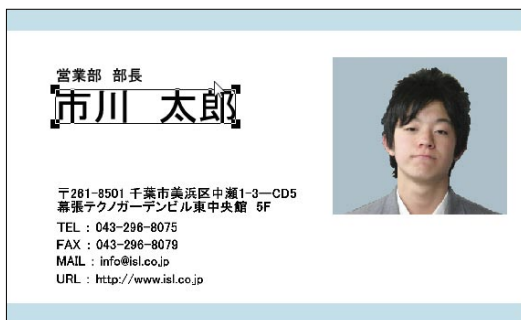 営業部 部長
市川 太郎
〒261-8501 千葉市美浜区中瀬1-3―CD5
幕張テクノガーデンビル東中央館 5F
TEL : 043-296-8075
FAX : 043-296-8079
MAIL : info@isl.co.jp
URL : http://www.isl.co.jp